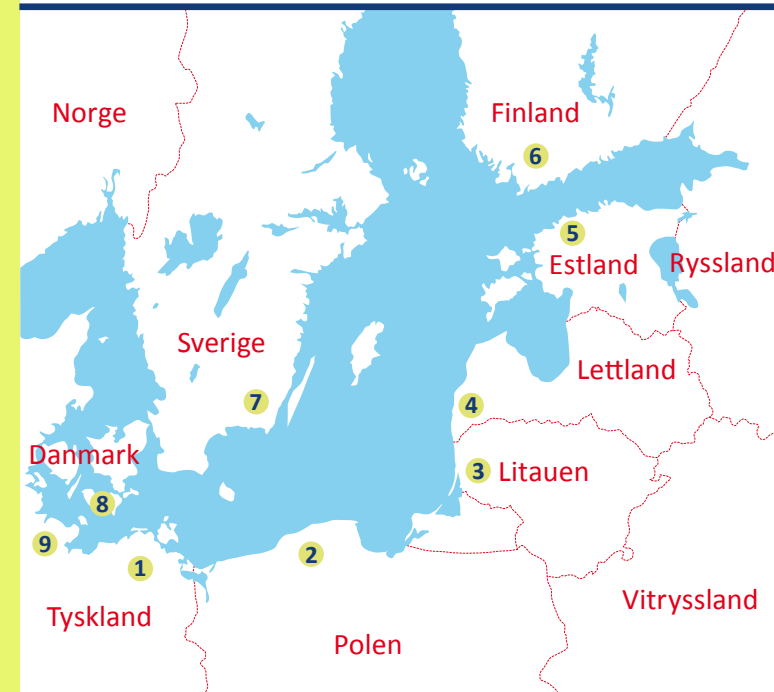 Norge
Finland
6
5
Estland
Ryssland
Sverige
Lettland
7
4
Danmark
3
Litauen
8
9
2
1
Vitryssland
Tyskland
Polen